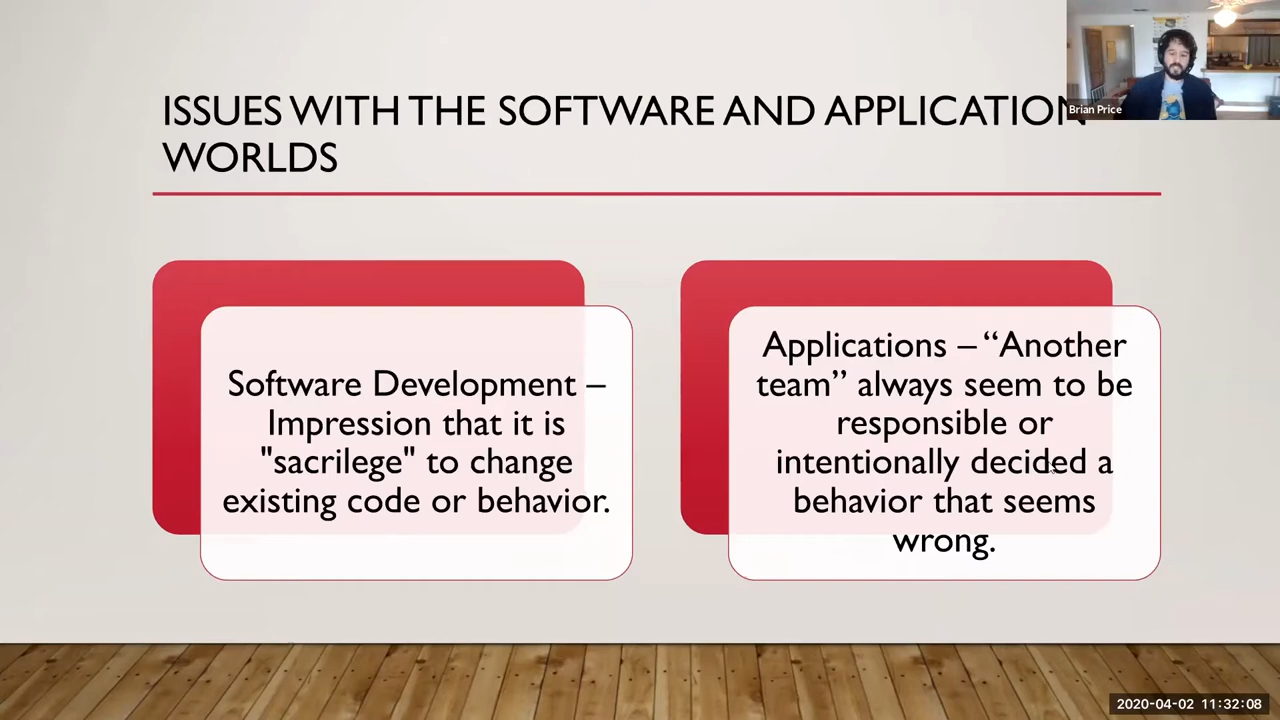 ISSUES WITH THE SOFTWARE AND APPLICATION
WORLDS
Brian Price
Software Development –
Impression that it is
"sacrilege" to change
existing code or behavior.
Applications – “Another
team” always seem to be
responsible or
intentionally decided a
behavior that seems
wrong.
2020-04-02 11:32:08